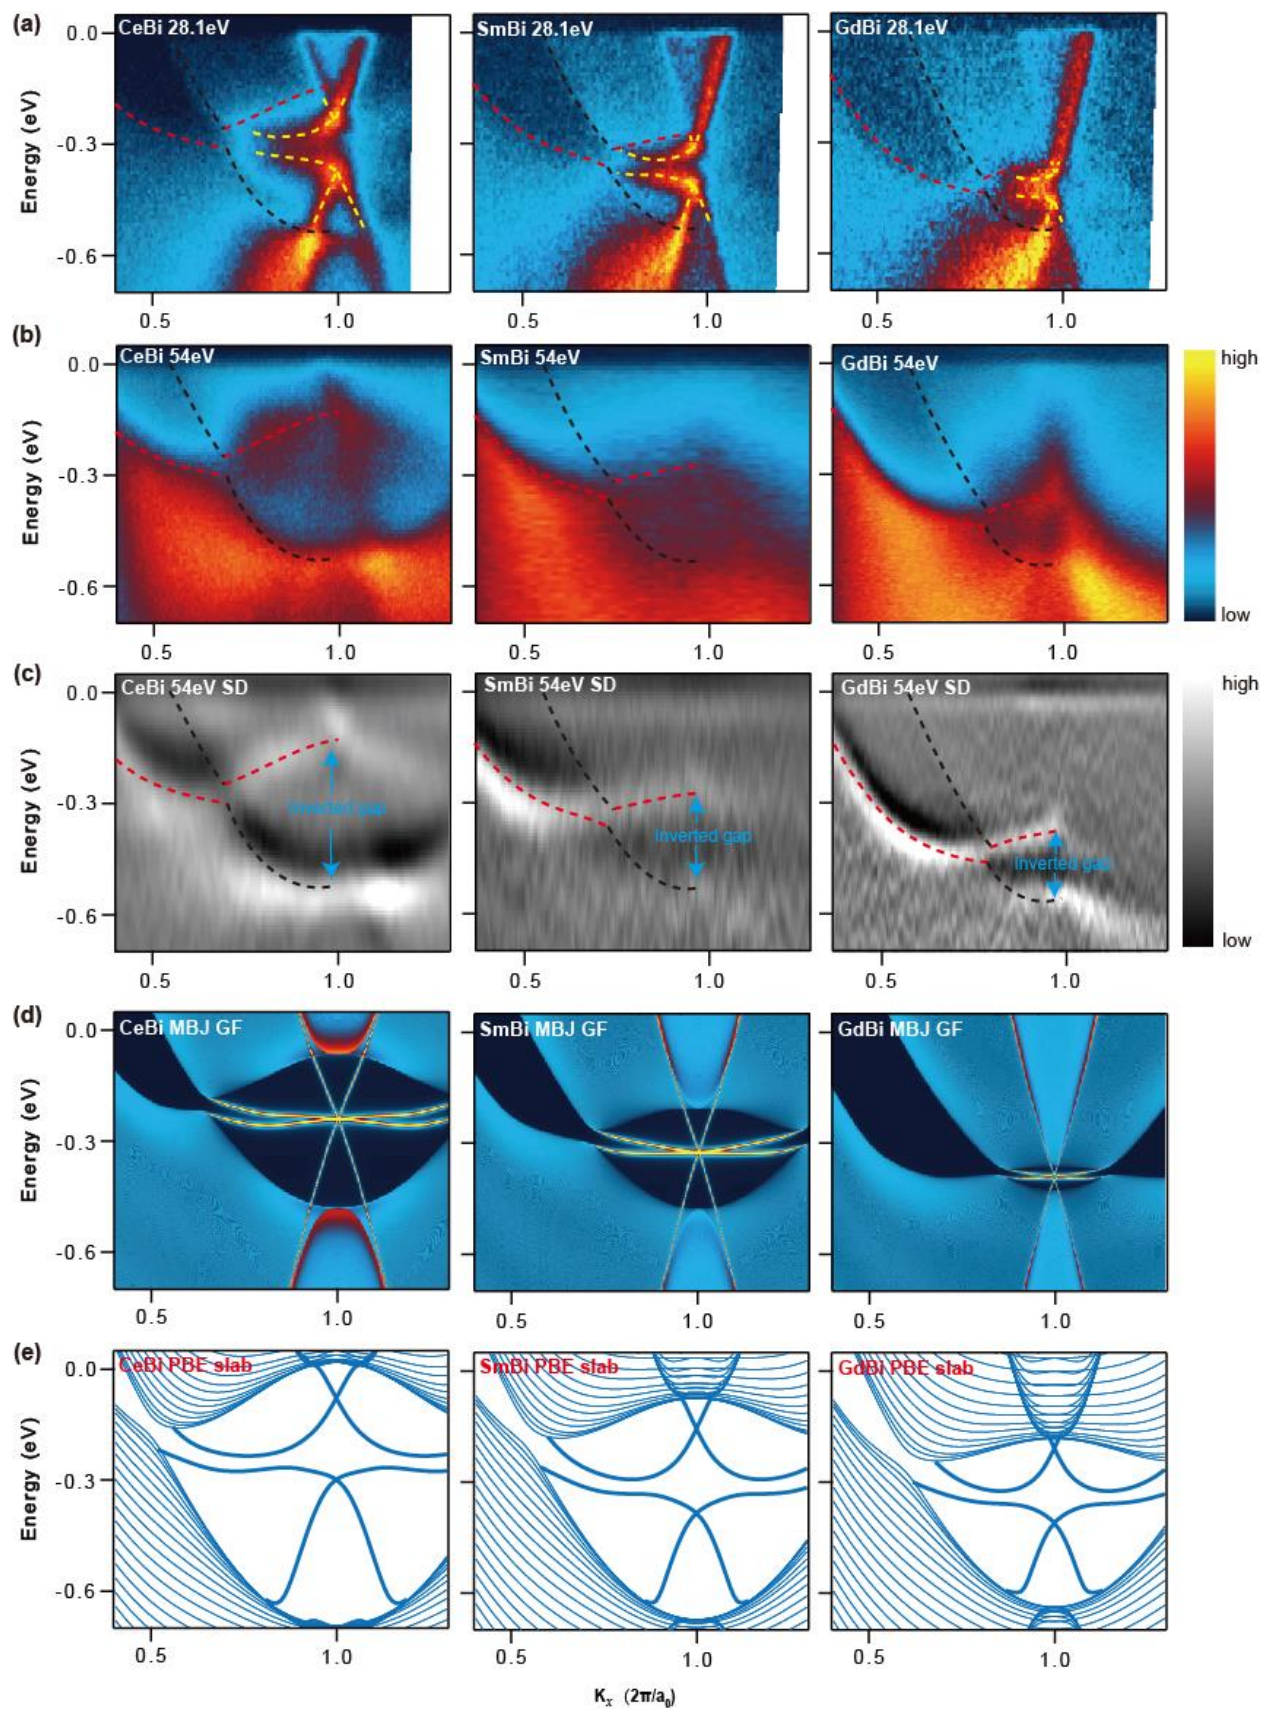 (a)
CeBi 28.1eV
SmBi 28.1eV
GdBi 28.1eV
0.0
-0.3
-0.6
Energy (eV)
0.5 1.0
0.5 1.0
0.5 1.0
(b)
CeBi 54eV
SmBi 54eV
GdBi 54eV
0.0
-0.3
-0.6
Energy (eV)
high
low
0.5 1.0
0.5 1.0
0.5 1.0
(c)
CeBi 54eV SD
SmBi 54eV SD
GdBi 54eV SD
0.0
-0.3
-0.6
Energy (eV)
Inverted gap
Inverted gap
Inverted gap
high
low
0.5 1.0
0.5 1.0
0.5 1.0
(d)
CeBi MBJ GF
SmBi MBJ GF
GdBi MBJ GF
0.0
-0.3
-0.6
Energy (eV)
0.5 1.0
0.5 1.0
0.5 1.0
(e)
CeBi PBE slab
SmBi PBE slab
GdBi PBE slab
0.0
-0.3
-0.6
Energy (eV)
0.5 1.0
0.5 1.0
0.5 1.0
Kₓ (2π/a₀)